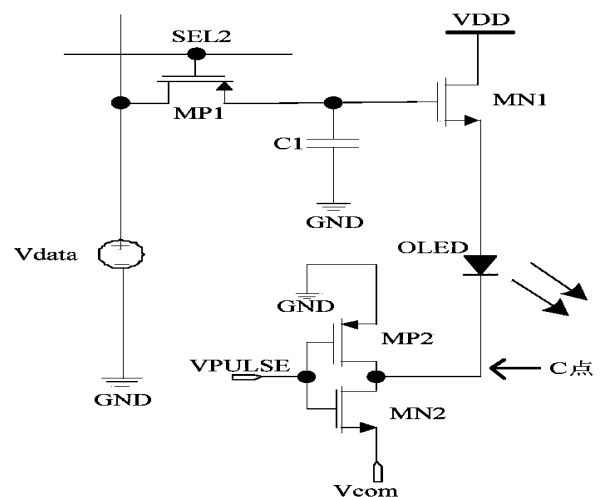 VDD
SEL2
MP1
MN1
C1
GND
Vdata
OLED
GND
MP2
VPULSE
C点
GND
MN2
Vcom